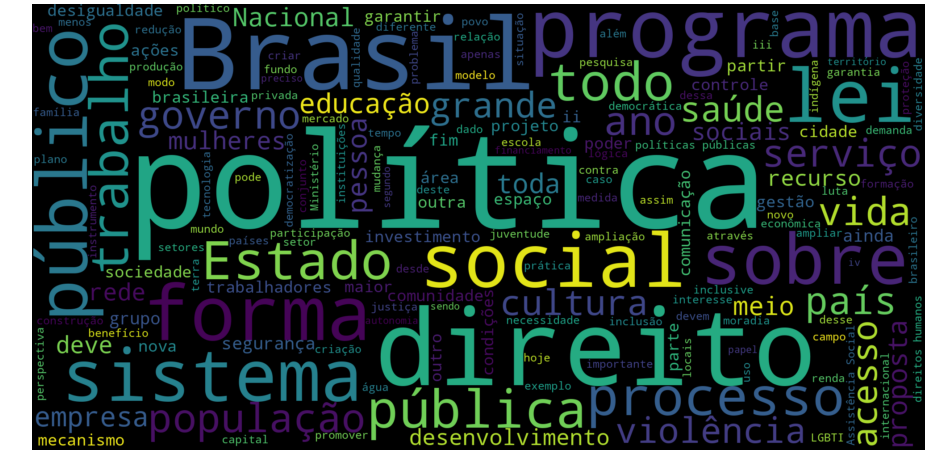 desigualdade
político
Nacional
garantir
povo
relação
criar
diferente
além
iii
base
território
menos
redução
bem
Brasil
programa
produção
ações
fundo
qualidade
problema
apenas
situação
pesquisa
partir
garantia
indígena
proteção
diversidade
modo
preciso
modelo
todo
controle
dessa
lei
público
trabalho
brasileira
privada
educação
grande
saúde
democrática
governo
mercado
ii
ano
sociais
cidade
demanda
família
mulheres
tempo
dado
projeto
poder
políticas públicas
serviço
pessoa
fim
escola
financiamento
lógica
plano
tecnologia
democratização
Ministério
instituições
mudança
área
contra
recurso
formação
conjunto
deste
toda
caso
medida
luta
instrumento
pode
segundo
política
outra
espaço
assim
gestão
novo
vida
mundo
participação
comunicação
econômica
setores
países
setor
investimento
juventude
ampliação
através
ampliar
ainda
brasileiro
sociedade
terra
Estado
social
sobre
iv
trabalhadores
desde
prática
rede
maior
inclusive
meio
país
forma
comunidade
cultura
interesse
desse
construção
grupo
justiça
sendo
necessidade
inclusão
moradia
devem
benefício
autonomia
condições
parte
campo
acesso
deve
nova
segurança
criação
outro
direito
locais
papel
proposta
internacional
direitos humanos
perspectiva
sistema
hoje
importante
uso
Assistência Social
água
exemplo
renda
processo
empresa
população
pública
violência
mecanismo
capital
promover
desenvolvimento
LGBTI